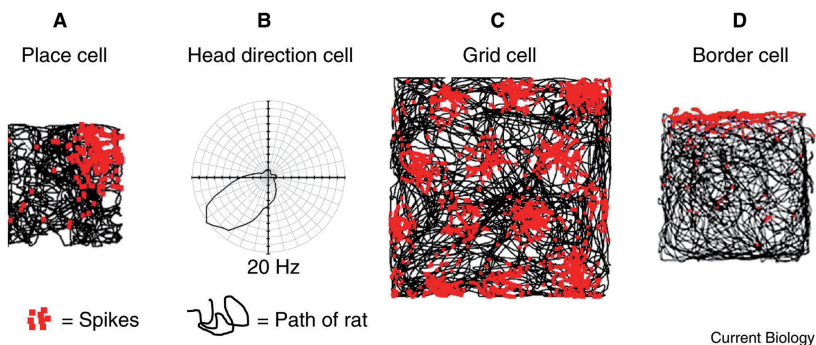 A
Place cell
B
Head direction cell
20 Hz
C
Grid cell
D
Border cell
= Spikes
= Path of rat
Current Biology